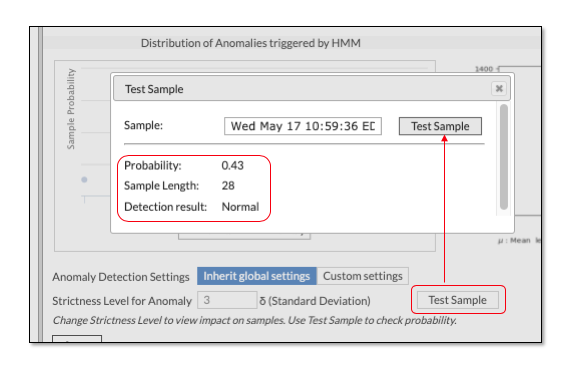 Distribution of Anomalies triggered by HMM
1400
Sample Probability
Test Sample
Sample: Wed May 17 10:59:36 ED Test Sample
Probability: 0.43
Sample Length: 28
Detection result: Normal
μ : Mean le
Anomaly Detection Settings Inherit global settings Custom settings
Strictness Level for Anomaly 3 δ (Standard Deviation) Test Sample
Change Strictness Level to view impact on samples. Use Test Sample to check probability.